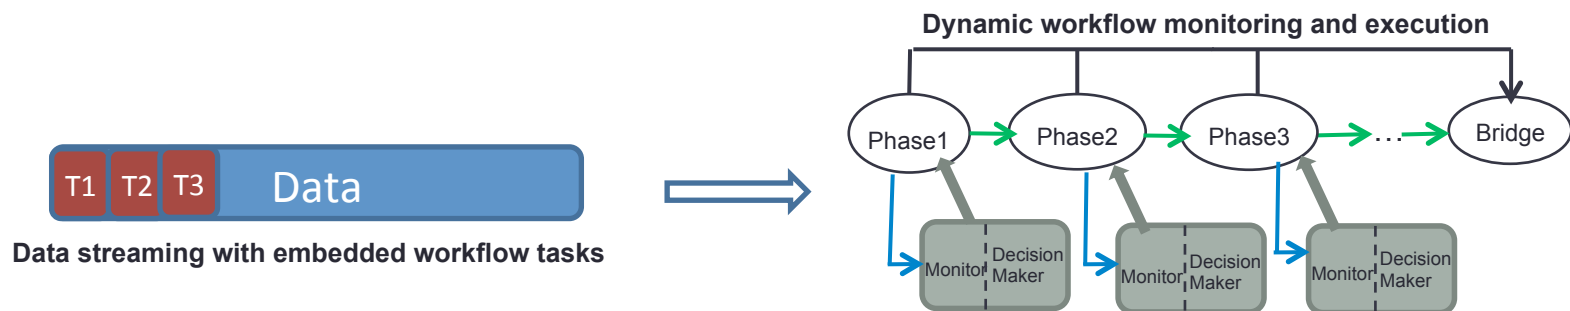 Dynamic workflow monitoring and execution
Phase1
Phase2
Phase3
...
Bridge
T1
T2
T3
Data
Data streaming with embedded workflow tasks
Monitor
Decision
Maker
Monitor
Decision
Maker
Monitor
Decision
Maker